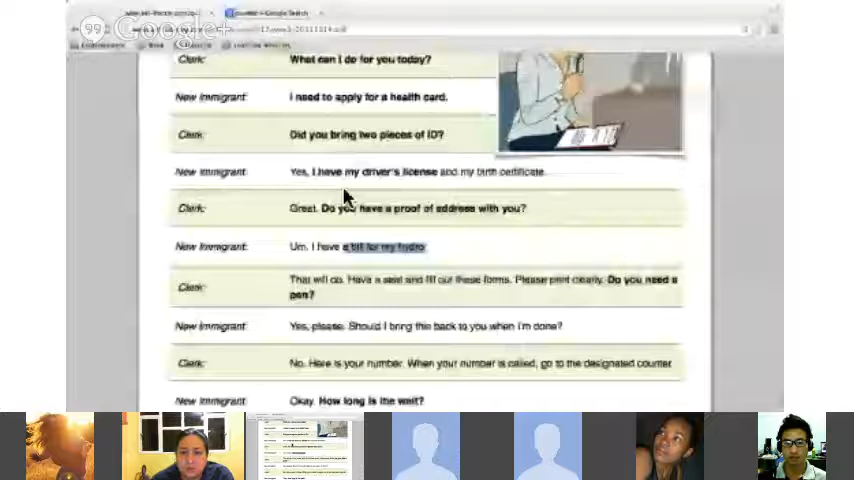 Google+
Google Search
Clerk: What can I do for you today?
New Immigrant: I need to apply for a health card.
Clerk: Did you bring two pieces of ID?
New Immigrant: Yes, I have my driver's license and my birth certificate.
Clerk: Great. Do you have a proof of address with you?
New Immigrant: Um. I have a bill for my hydro
Clerk: That will do. Have a seat and fill out these forms. Please print clearly. Do you need a
pen?
New Immigrant: Yes, please. Should I bring this back to you when I'm done?
Clerk: No. Here is your number. When your number is called, go to the designated counter.
New Immigrant: Okay. How long is the wait?